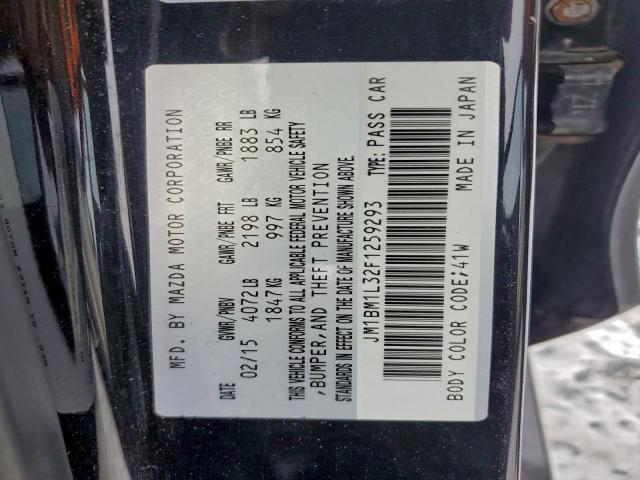 MFD. BY MAZDA MOTOR CORPORATION
DATE GVWR/PNBV GAWR/PNBE FRT GAWR/PNBE RR
02/15 4072LB 2198 LB 1883 LB
1847KG 997 KG 854 KG
THIS VEHICLE CONFORMS TO ALL APPLICABLE FEDERAL MOTOR VEHICLE SAFETY
,BUMPER,AND THEFT PREVENTION
STANDARDS IN EFFECT ON THE DATE OF MANUFACTURE SHOWN ABOVE.
JM1BM1L32F1259293 TYPE: PASS CAR
BODY COLOR CODE;41W MADE IN JAPAN